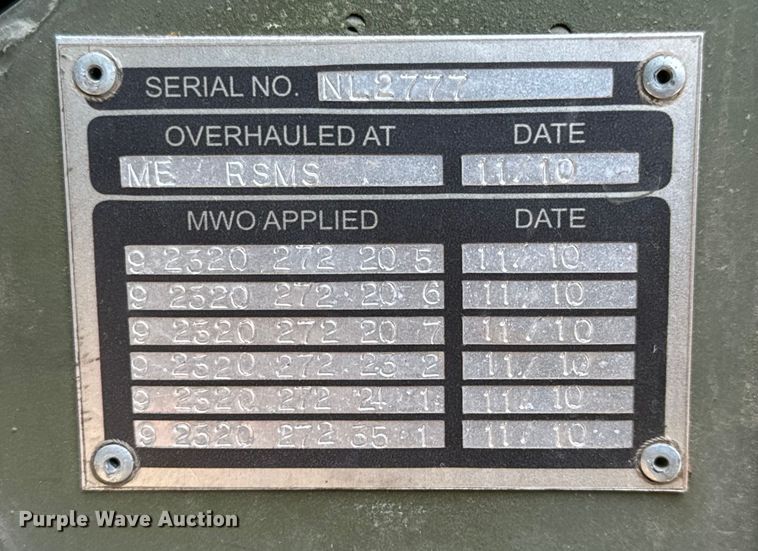 SERIAL NO. NL2777
OVERHAULED AT DATE
ME RSMS 11/10
MWO APPLIED DATE
9 2320 272 20 5 11/10
9 2320 272 20 6 11/10
9 2320 272 20 7 11/10
9 2320 272 23 2 11/10
9 2320 272 24 1 11/10
9 2320 272 35 1 11/10
Purple Wave Auction